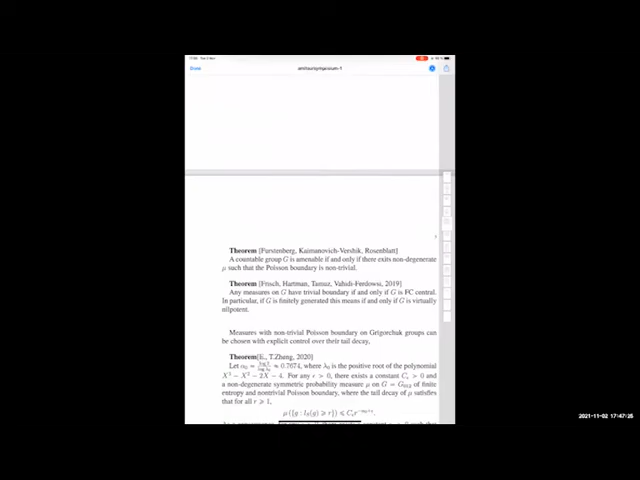 Done
Theorem [Furstenberg, Kaimanovich-Vershik, Rosenblatt]
A countable group G is amenable if and only if there exits non-degenerate
μ such that the Poisson boundary is non-trivial.
Theorem [Frisch, Hartman, Tamuz, Vahidi-Ferdowsi, 2019]
Any measures on G have trivial boundary if and only if G is FC central.
In particular, if G is finitely generated this means if and only if G is virtually
nilpotent.
Measures with non-trivial Poisson boundary on Grigorchuk groups can
be chosen with explicit control over their tail decay,
Theorem[E., T.Zheng, 2020]
Let α₀ = ≈ 0.7674, where λ₀ is the positive root of the polynomial
X³ − X² − 2X − 4. For any ε > 0, there exists a constant Cε > 0 and
a non-degenerate symmetric probability measure μ on G = G₀₁₂ of finite
entropy and nontrivial Poisson boundary, where the tail decay of μ satisfies
that for all r ⩾ 1,
μ ({g : l_S(g) ⩾ r}) ⩽ Cεr
2021-11-02 17:47:25